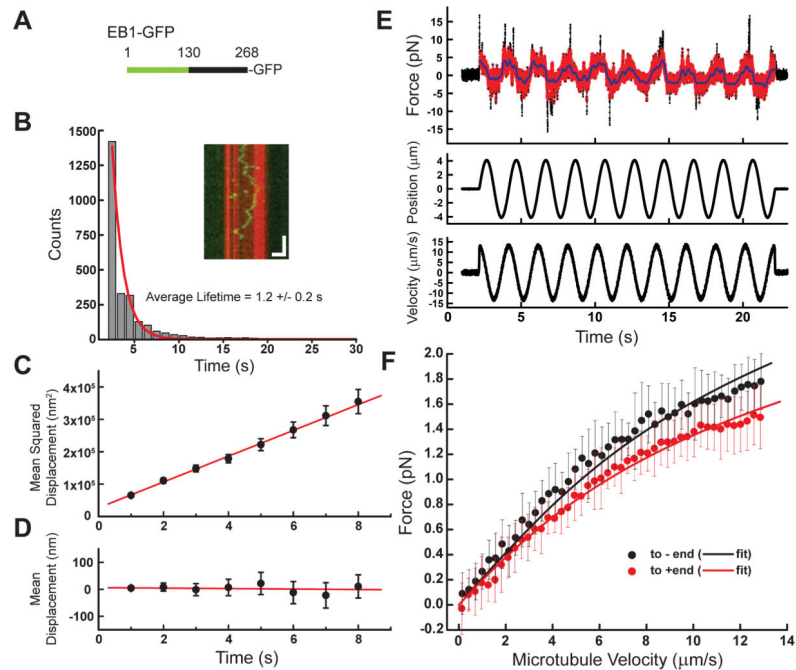 A
EB1-GFP
1 130 268
-GFP
B
1500
1250
1000
750
500
250
0
Counts
Average Lifetime = 1.2 +/- 0.2 s
10 20 30
5 15 25
Time (s)
C
4x10⁵
3x10⁵
2x10⁵
1x10⁵
0
Mean Squared
Displacement (nm²)
0 2 4 6 8
D
100
0
-100
Mean
Displacement (nm)
0 2 4 6 8
Time (s)
E
15
10
5
0
-5
-10
-15
Force (pN)
0 5 10 15 20
4
2
0
-2
-4
Position (µm)
15
10
5
0
-5
-10
-15
Velocity (µm/s)
0 5 10 15 20
Time (s)
F
2.0
1.8
1.6
1.4
1.2
1.0
0.8
0.6
0.4
0.2
0.0
-0.2
Force (pN)
to - end ( fit)
to +end ( fit)
0 2 4 6 8 10 12 14
Microtubule Velocity (µm/s)